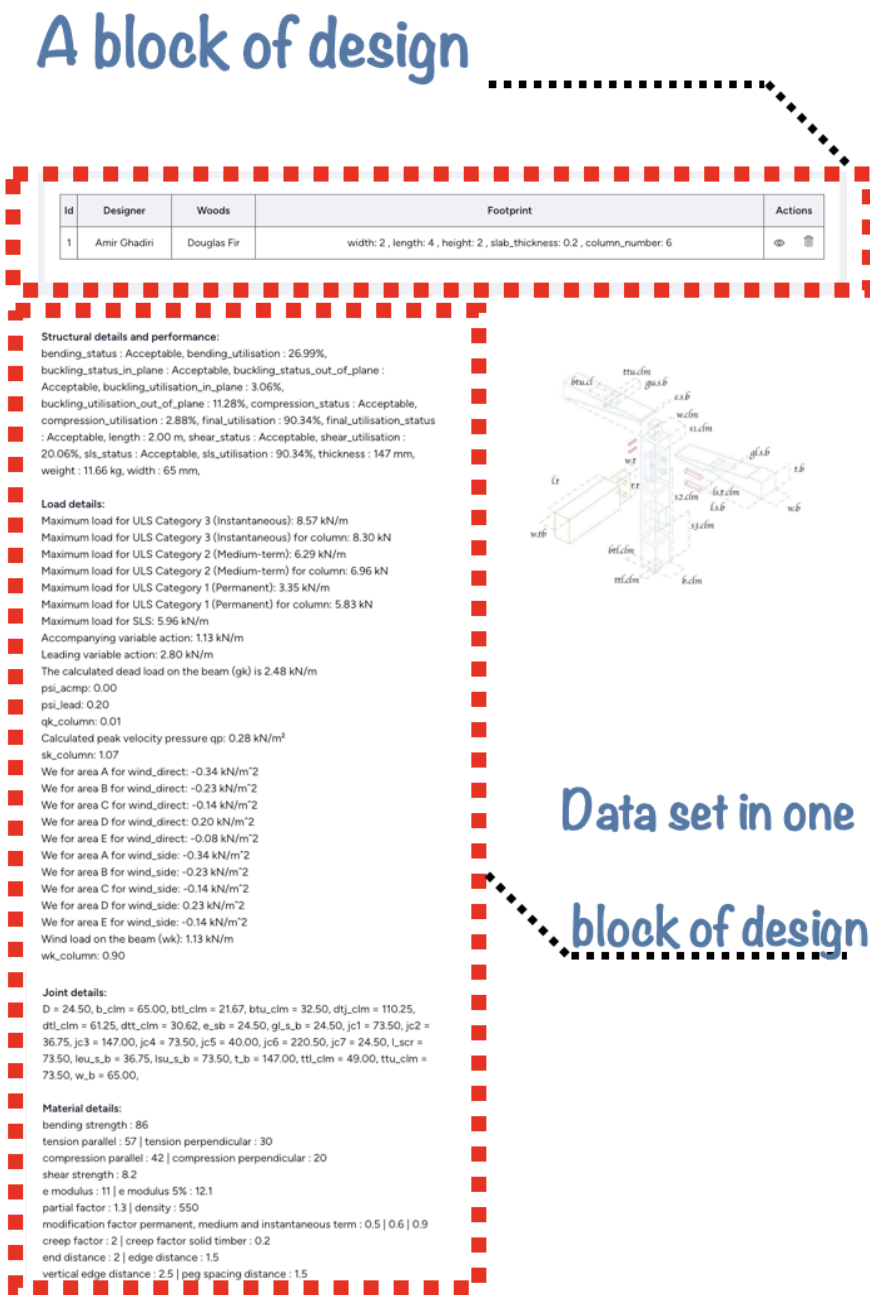 A block of design
Id Designer Woods Footprint Actions
1 Amir Ghadiri Douglas Fir width: 2 , length: 4 , height: 2 , slab_thickness: 0.2 , column_number: 6
Structural details and performance:
bending_status : Acceptable, bending_utilisation : 26.99%,
buckling_status_in_plane : Acceptable, buckling_status_out_of_plane :
Acceptable, buckling_utilisation_in_plane : 3.06%,
buckling_utilisation_out_of_plane : 11.28%, compression_status : Acceptable,
compression_utilisation : 2.88%, final_utilisation : 90.34%, final_utilisation_status
: Acceptable, length : 2.00 m, shear_status : Acceptable, shear_utilisation :
20.06%, sls_status : Acceptable, sls_utilisation : 90.34%, thickness : 147 mm,
weight : 11.66 kg, width : 65 mm,
Load details:
Maximum load for ULS Category 3 (Instantaneous): 8.57 kN/m
Maximum load for ULS Category 3 (Instantaneous) for column: 8.30 kN
Maximum load for ULS Category 2 (Medium-term): 6.29 kN/m
Maximum load for ULS Category 2 (Medium-term) for column: 6.96 kN
Maximum load for ULS Category 1 (Permanent): 3.35 kN/m
Maximum load for ULS Category 1 (Permanent) for column: 5.83 kN
Maximum load for SLS: 5.96 kN/m
Accompanying variable action: 1.13 kN/m
Leading variable action: 2.80 kN/m
The calculated dead load on the beam (gk) is 2.48 kN/m
psi_acmp: 0.00
psi_lead: 0.20
qk_column: 0.01
Calculated peak velocity pressure qp: 0.28 kN/m²
sk_column: 1.07
We for area A for wind_direct: -0.34 kN/m^2
We for area B for wind_direct: -0.23 kN/m^2
We for area C for wind_direct: -0.14 kN/m^2
We for area D for wind_direct: 0.20 kN/m^2
We for area E for wind_direct: -0.08 kN/m^2
We for area A for wind_side: -0.34 kN/m^2
We for area B for wind_side: -0.23 kN/m^2
We for area C for wind_side: -0.14 kN/m^2
We for area D for wind_side: 0.23 kN/m^2
We for area E for wind_side: -0.14 kN/m^2
Wind load on the beam (wk): 1.13 kN/m
wk_column: 0.90
Joint details:
D = 24.50, b_clm = 65.00, btl_clm = 21.67, btu_clm = 32.50, dtj_clm = 110.25,
dtl_clm = 61.25, dtt_clm = 30.62, e_sb = 24.50, gl_s_b = 24.50, jc1 = 73.50, jc2 =
36.75, jc3 = 147.00, jc4 = 73.50, jc5 = 40.00, jc6 = 220.50, jc7 = 24.50, l_scr =
73.50, leu_s_b = 36.75, lsu_s_b = 73.50, t_b = 147.00, ttl_clm = 49.00, ttu_clm =
73.50, w_b = 65.00,
Material details:
bending strength : 86
tension parallel : 57 | tension perpendicular : 30
compression parallel : 42 | compression perpendicular : 20
shear strength : 8.2
e modulus : 11 | e modulus 5% : 12.1
partial factor : 1.3 | density : 550
modification factor permanent, medium and instantaneous term : 0.5 | 0.6 | 0.9
creep factor : 2 | creep factor solid timber : 0.2
end distance : 2 | edge distance : 1.5
vertical edge distance : 2.5 | peg spacing distance : 1.5
ttu.clm
btu.cl
gu.s.b
e.s.b
w.clm
s1.clm
w.t
gl.s.b
t.b
l.t
t.t
s2.clm
ls.t.clm
l.s.b
w.b
s3.clm
w.tb
btl.clm
ttl.clm
b.clm
Data set in one
block of design